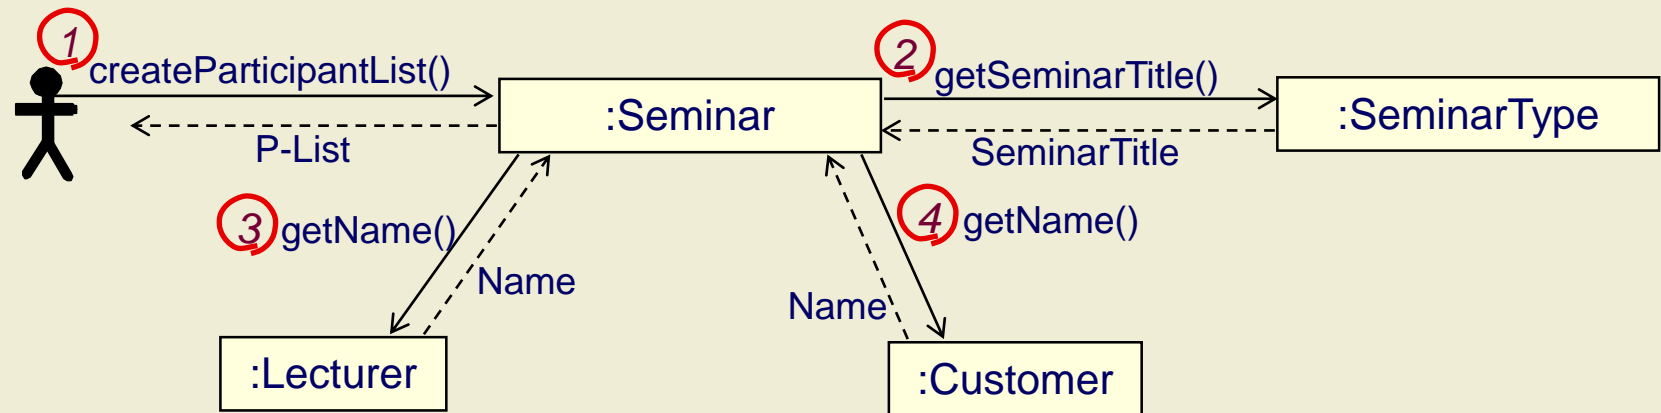 1
createParticipantList()
2
getSeminarTitle()
:Seminar
:SeminarType
P-List
SeminarTitle
3
getName()
4
getName()
Name
Name
:Lecturer
:Customer